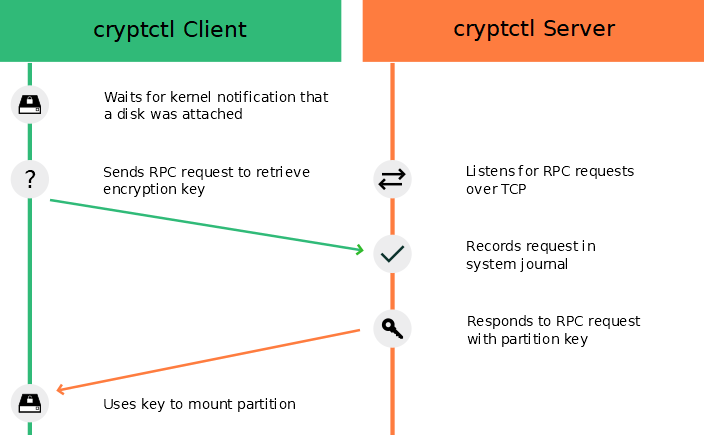 cryptctl Client
cryptctl Server
Waits for kernel notification that
a disk was attached
Sends RPC request to retrieve
encryption key
?
Listens for RPC requests
over TCP
Records request in
system journal
Responds to RPC request
with partition key
Uses key to mount partition